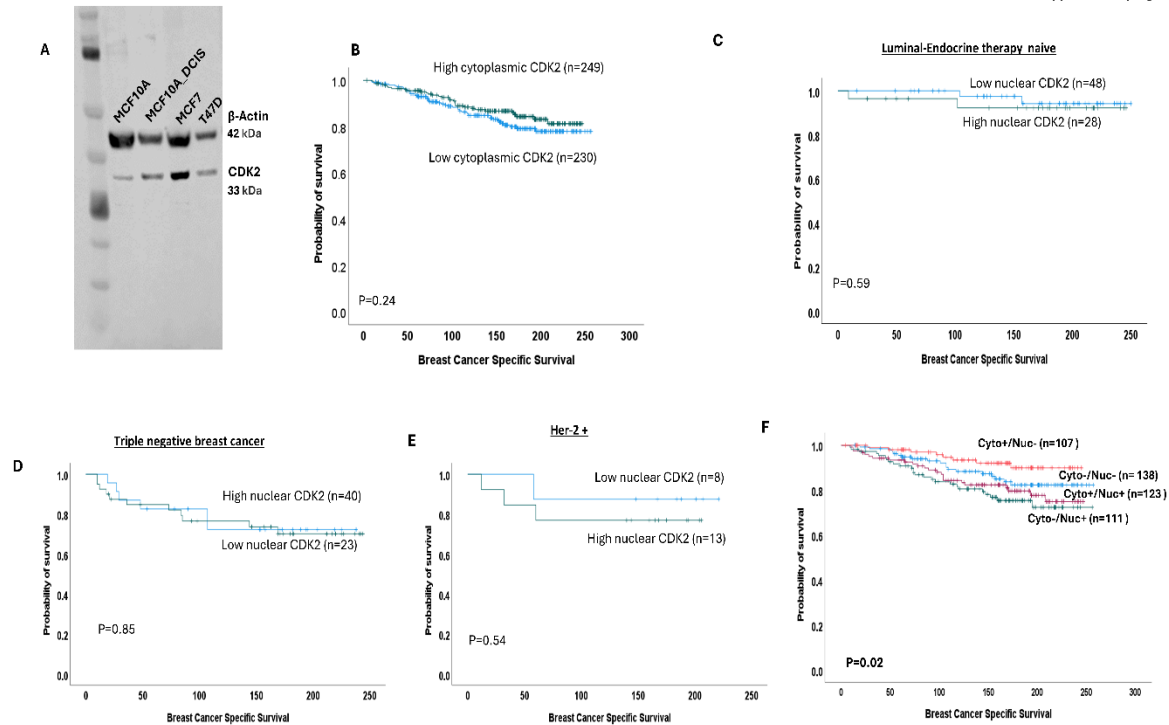 A
MCF10A
MCF10A_DCIS
MCF7
T47D
β-Actin
42 kDa
CDK2
33 kDa
B
High cytoplasmic CDK2 (n=249)
Low cytoplasmic CDK2 (n=230)
P=0.24
Probability of survival
1.0
0.8
0.6
0.4
0.2
0.0
0 50 100 150 200 250 300
Breast Cancer Specific Survival
C
Luminal-Endocrine therapy naive
Low nuclear CDK2 (n=48)
High nuclear CDK2 (n=28)
P=0.59
Probability of survival
1.0
0.8
0.6
0.4
0.2
0.0
0 50 100 150 200 250
Breast Cancer Specific Survival
D
Triple negative breast cancer
High nuclear CDK2 (n=40)
Low nuclear CDK2 (n=23)
P=0.85
Probability of survival
1.0
0.8
0.6
0.4
0.2
0.0
0 50 100 150 200 250
Breast Cancer Specific Survival
E
Her-2 +
Low nuclear CDK2 (n=8)
High nuclear CDK2 (n=13)
P=0.54
Probability of survival
1.0
0.8
0.6
0.4
0.2
0.0
0 50 100 150 200 250
Breast Cancer Specific Survival
F
Cyto+/Nuc- (n=107 )
Cyto-/Nuc- (n= 138)
Cyto+/Nuc+ (n=123)
Cyto-/Nuc+ (n=111)
P=0.02
Probability of survival
1.0
0.8
0.6
0.4
0.2
0.0
0 50 100 150 200 250 300
Breast Cancer Specific Survival